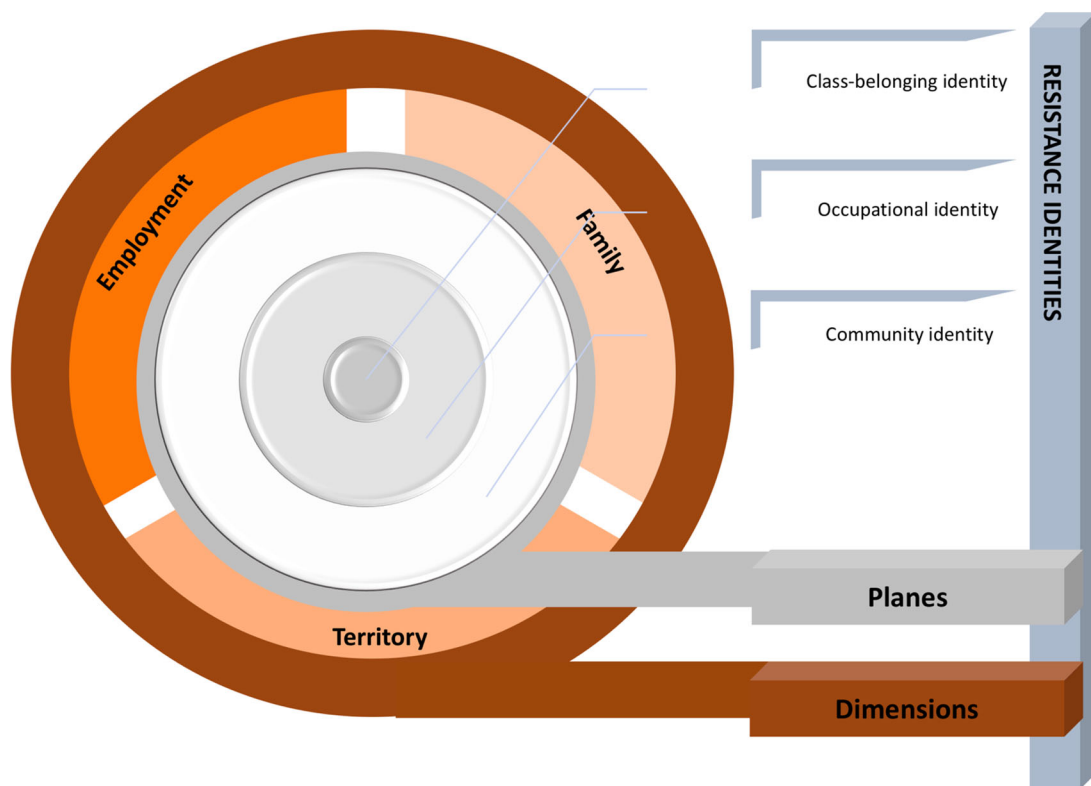 Class-belonging identity
Occupational identity
Community identity
RESISTANCE IDENTITIES
Employment
Family
Territory
Planes
Dimensions